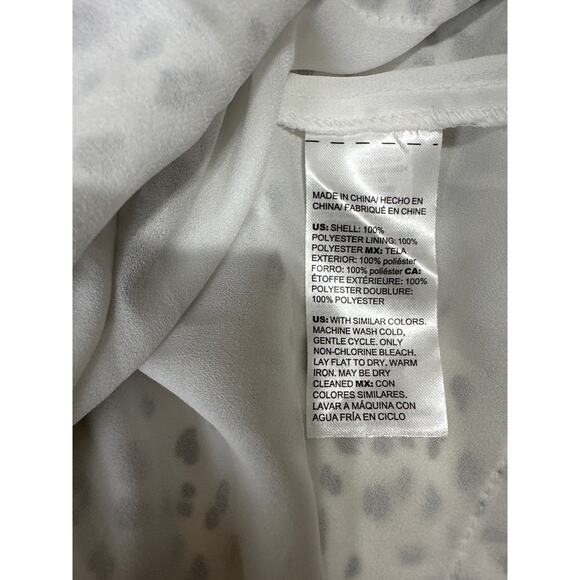 MADE IN CHINA/ HECHO EN
CHINA/ FABRIQUÉ EN CHINE
US: SHELL: 100%
POLYESTER LINING: 100%
POLYESTER MX: TELA
EXTERIOR: 100% poliéster
FORRO: 100% poliéster CA:
ÉTOFFE EXTÉRIEURE: 100%
POLYESTER DOUBLURE:
100% POLYESTER
US: WITH SIMILAR COLORS.
MACHINE WASH COLD,
GENTLE CYCLE. ONLY
NON-CHLORINE BLEACH.
LAY FLAT TO DRY. WARM
IRON. MAY BE DRY
CLEANED MX: CON
COLORES SIMILARES.
LAVAR A MÁQUINA CON
AGUA FRÍA EN CICLO